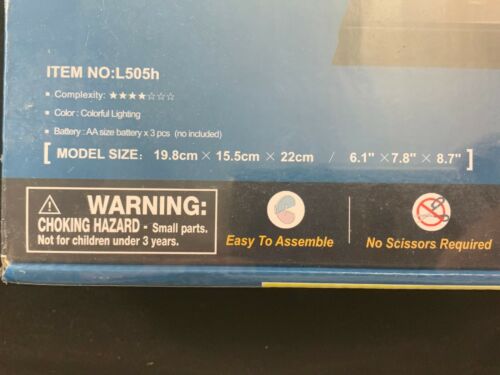 ITEM NO:L505h
Complexity: ★★★★☆☆☆
Color: Colorful Lighting
Battery: AA size battery x 3 pcs (no included)
[ MODEL SIZE: 19.8cm × 15.5cm × 22cm / 6.1" ×7.8" × 8.7" ]
WARNING:
CHOKING HAZARD - Small parts.
Not for children under 3 years.
Easy To Assemble
No Scissors Required